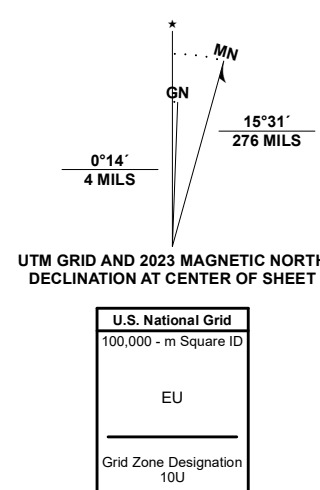 ★
MN
GN
15°31´
276 MILS
0°14´
4 MILS
UTM GRID AND 2023 MAGNETIC NORTH
DECLINATION AT CENTER OF SHEET
U.S. National Grid
100,000 - m Square ID
EU
Grid Zone Designation
10U